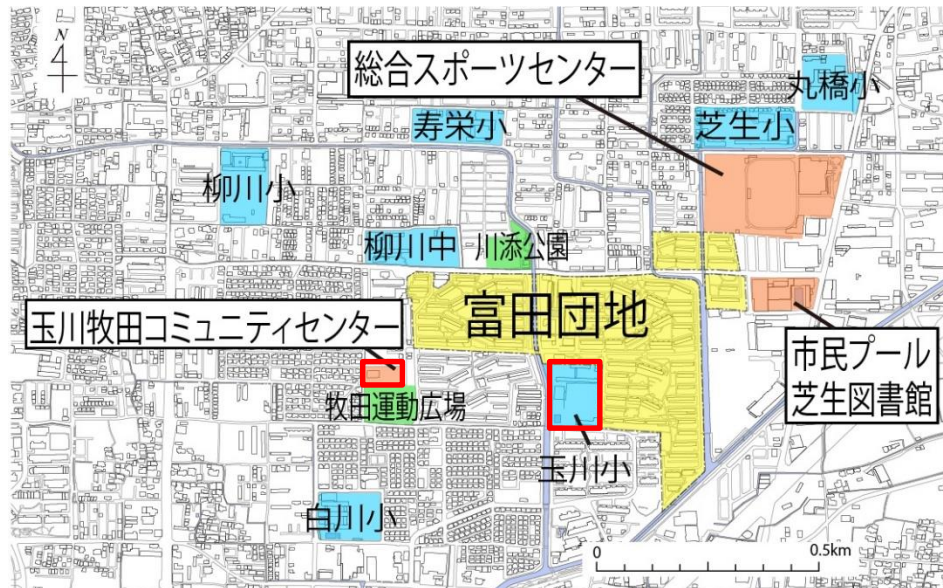 N
総合スポーツセンター
丸橋小
寿栄小
芝生小
柳川小
柳川中
川添公園
富田団地
玉川牧田コミュニティセンター
市民プール
芝生図書館
牧田運動広場
玉川小
白川小
0
0.5km